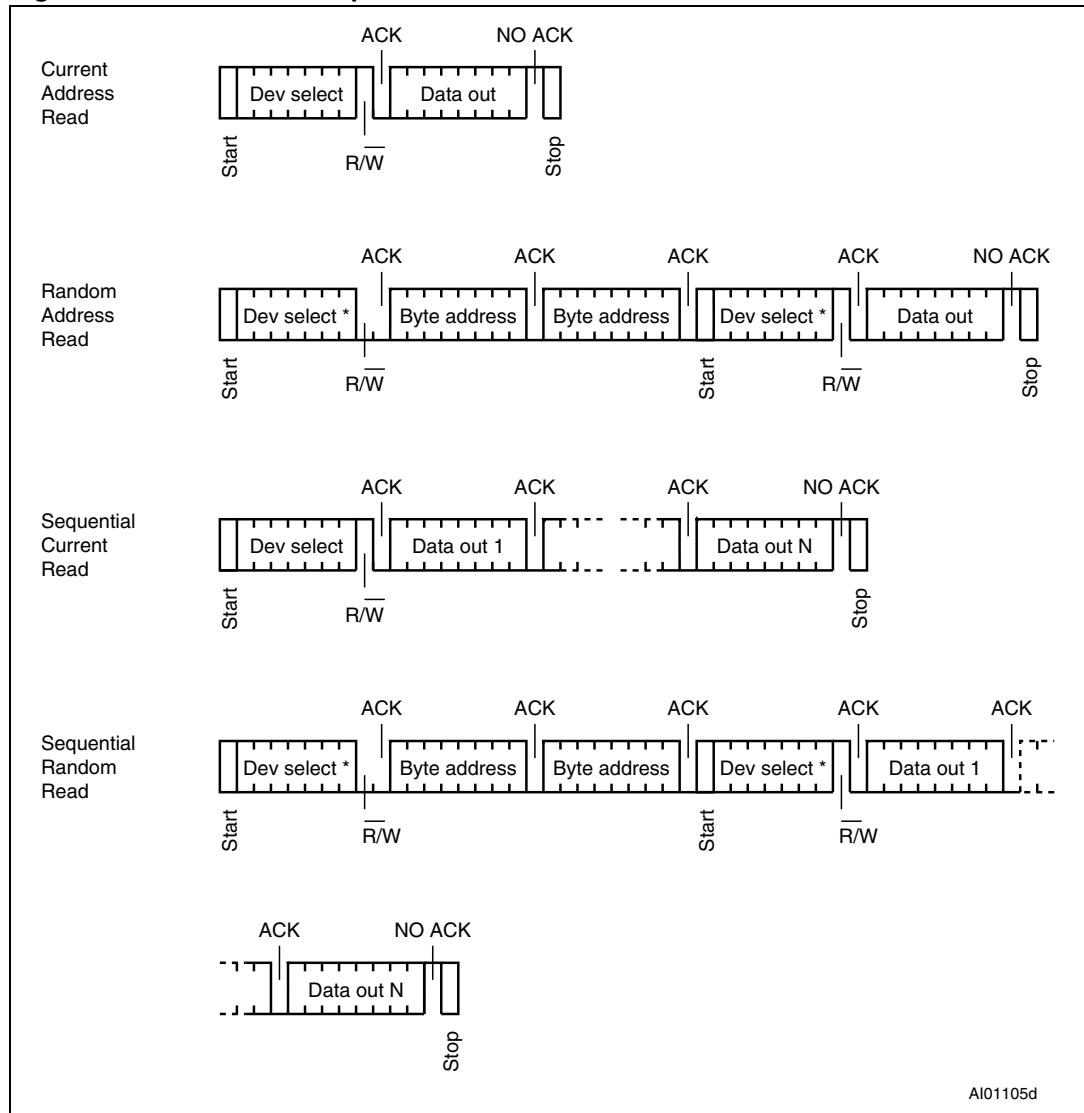 ACK NO ACK
Current
Address
Read
Dev select Data out
Start R/W Stop
ACK ACK ACK ACK NO ACK
Random
Address
Read
Dev select * Byte address Byte address Dev select * Data out
Start R/W Start R/W Stop
ACK ACK ACK NO ACK
Sequential
Current
Read
Dev select Data out 1 Data out N
Start R/W Stop
ACK ACK ACK ACK ACK
Sequential
Random
Read
Dev select * Byte address Byte address Dev select * Data out 1
Start R/W Start R/W
ACK NO ACK
Data out N
Stop
AI01105d